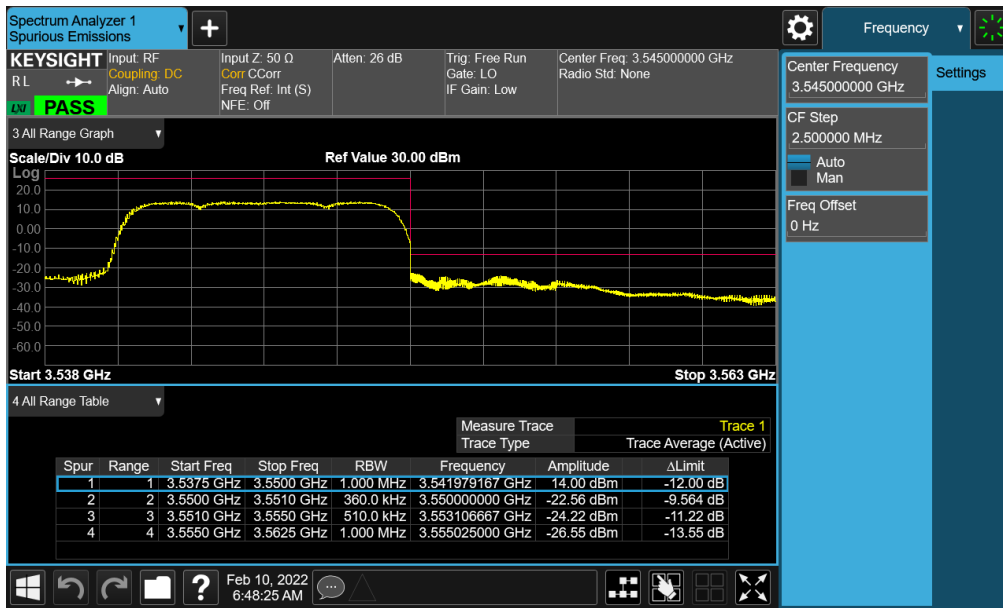 Spectrum Analyzer 1
Spurious Emissions
+
Frequency
KEYSIGHT
R L
LXI
PASS
Input: RF
Coupling: DC
Align: Auto
Input Z: 50 Ω
Corr CCorr
Freq Ref: Int (S)
NFE: Off
Atten: 26 dB
Trig: Free Run
Gate: LO
IF Gain: Low
Center Freq: 3.545000000 GHz
Radio Std: None
Center Frequency
3.545000000 GHz
Settings
CF Step
2.500000 MHz
Auto
Man
Freq Offset
0 Hz
3 All Range Graph
Scale/Div 10.0 dB
Ref Value 30.00 dBm
Log
20.0
10.0
0.00
-10.0
-20.0
-30.0
-40.0
-50.0
-60.0
Start 3.538 GHz
Stop 3.563 GHz
4 All Range Table
Measure Trace Trace 1
Trace Type Trace Average (Active)
Spur Range Start Freq Stop Freq RBW Frequency Amplitude ΔLimit
1 1 3.5375 GHz 3.5500 GHz 1.000 MHz 3.541979167 GHz 14.00 dBm -12.00 dB
2 2 3.5500 GHz 3.5510 GHz 360.0 kHz 3.550000000 GHz -22.56 dBm -9.564 dB
3 3 3.5510 GHz 3.5550 GHz 510.0 kHz 3.553106667 GHz -24.22 dBm -11.22 dB
4 4 3.5550 GHz 3.5625 GHz 1.000 MHz 3.555025000 GHz -26.55 dBm -13.55 dB
?
Feb 10, 2022
6:48:25 AM